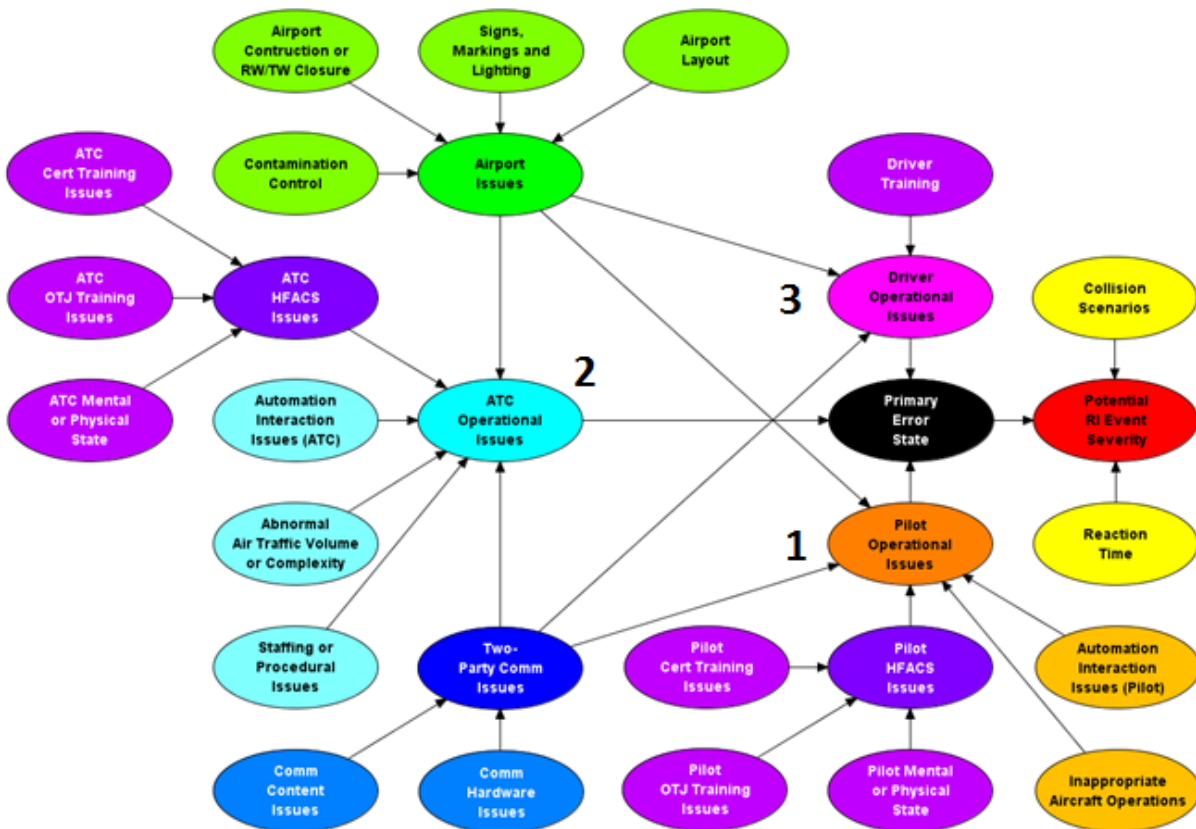 Airport
Contruction or
RW/TW Closure
Signs,
Markings and
Lighting
Airport
Layout
ATC
Cert Training
Issues
Contamination
Control
Airport
Issues
Driver
Training
ATC
OTJ Training
Issues
ATC
HFACS
Issues
3
Driver
Operational
Issues
Collision
Scenarios
2
ATC Mental
or Physical
State
Automation
Interaction
Issues (ATC)
ATC
Operational
Issues
Primary
Error
State
Potential
RI Event
Severity
Abnormal
Air Traffic Volume
or Complexity
1
Pilot
Operational
Issues
Reaction
Time
Staffing or
Procedural
Issues
Two-
Party Comm
Issues
Pilot
Cert Training
Issues
Pilot
HFACS
Issues
Automation
Interaction
Issues (Pilot)
Comm
Content
Issues
Comm
Hardware
Issues
Pilot
OTJ Training
Issues
Pilot Mental
or Physical
State
Inappropriate
Aircraft Operations